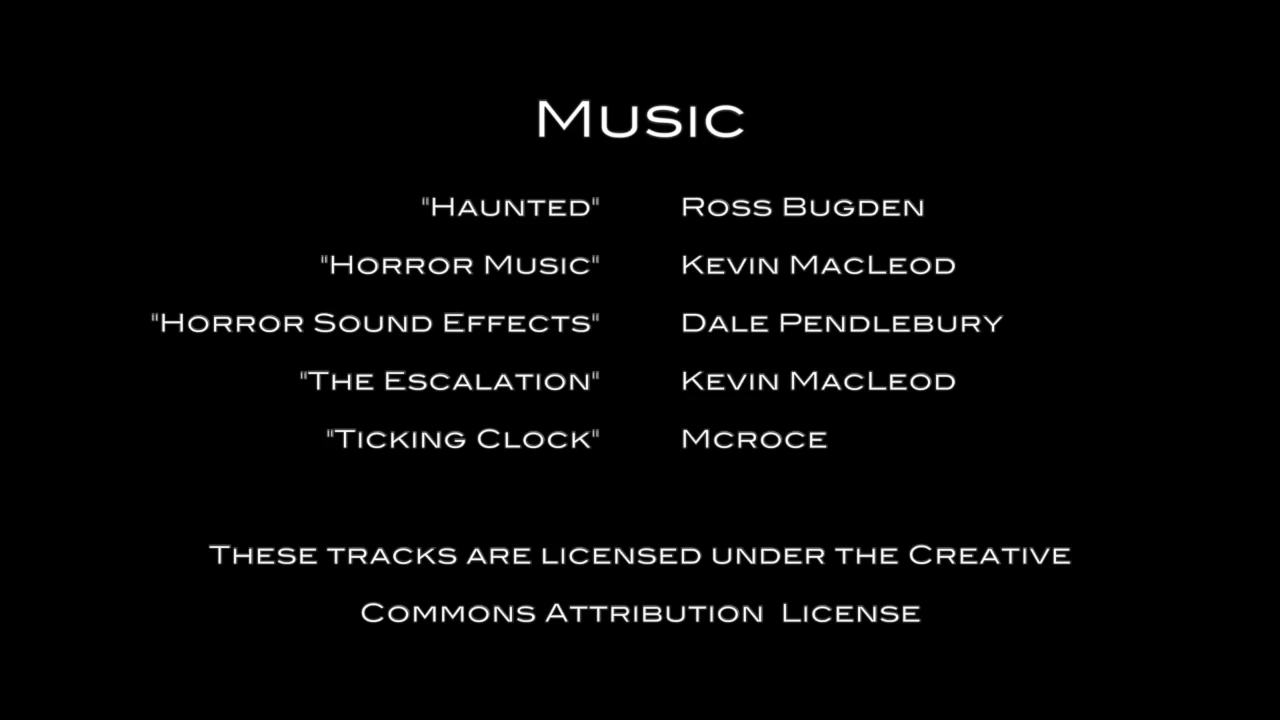 Music
"Haunted" Ross Bugden
"Horror Music" Kevin MacLeod
"Horror Sound Effects" Dale Pendlebury
"The Escalation" Kevin MacLeod
"Ticking Clock" Mcroce
These tracks are licensed under the Creative
Commons Attribution License